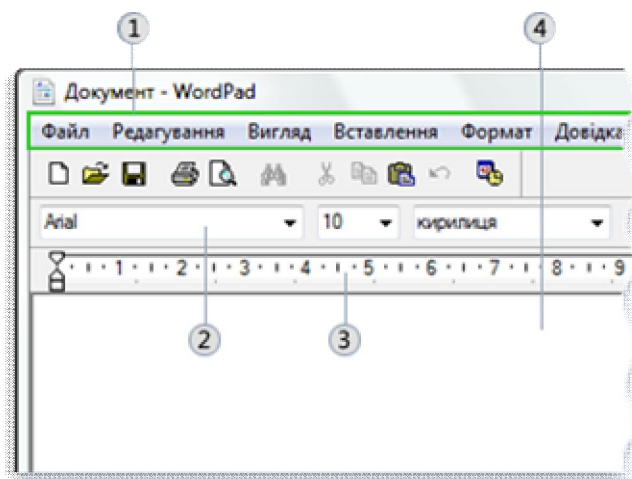 1 4
Документ - WordPad
Файл Редагування Вигляд Вставлення Формат Довідка
Arial 10 кирилиця
1 2 3 4 5 6 7 8 9
2 3